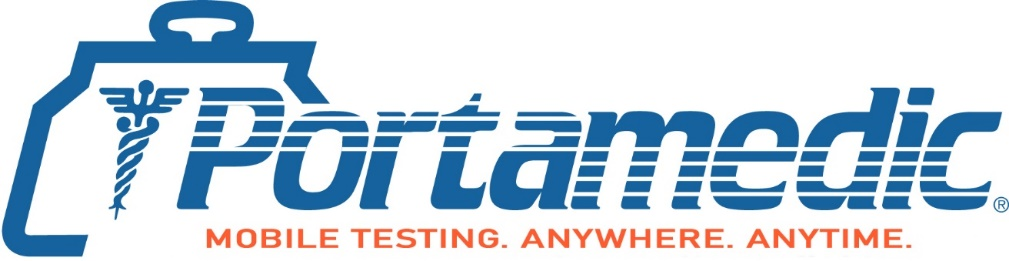 Portamedic®
MOBILE TESTING. ANYWHERE. ANYTIME.